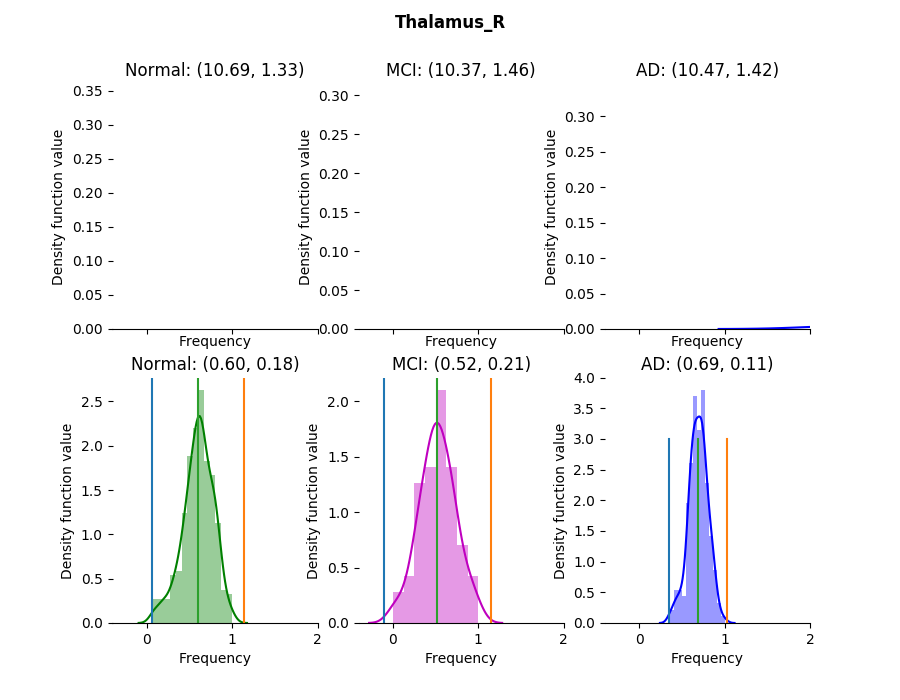 Thalamus_R
Normal: (10.69, 1.33)
MCI: (10.37, 1.46)
AD: (10.47, 1.42)
Density function value
0.35
0.30
0.25
0.20
0.15
0.10
0.05
0.00
Frequency
Density function value
0.30
0.25
0.20
0.15
0.10
0.05
0.00
Frequency
Density function value
0.30
0.25
0.20
0.15
0.10
0.05
0.00
Frequency
Normal: (0.60, 0.18)
MCI: (0.52, 0.21)
AD: (0.69, 0.11)
Density function value
2.5
2.0
1.5
1.0
0.5
0.0
0 1 2
Frequency
Density function value
2.0
1.5
1.0
0.5
0.0
0 1 2
Frequency
Density function value
4.0
3.5
3.0
2.5
2.0
1.5
1.0
0.5
0.0
0 1 2
Frequency